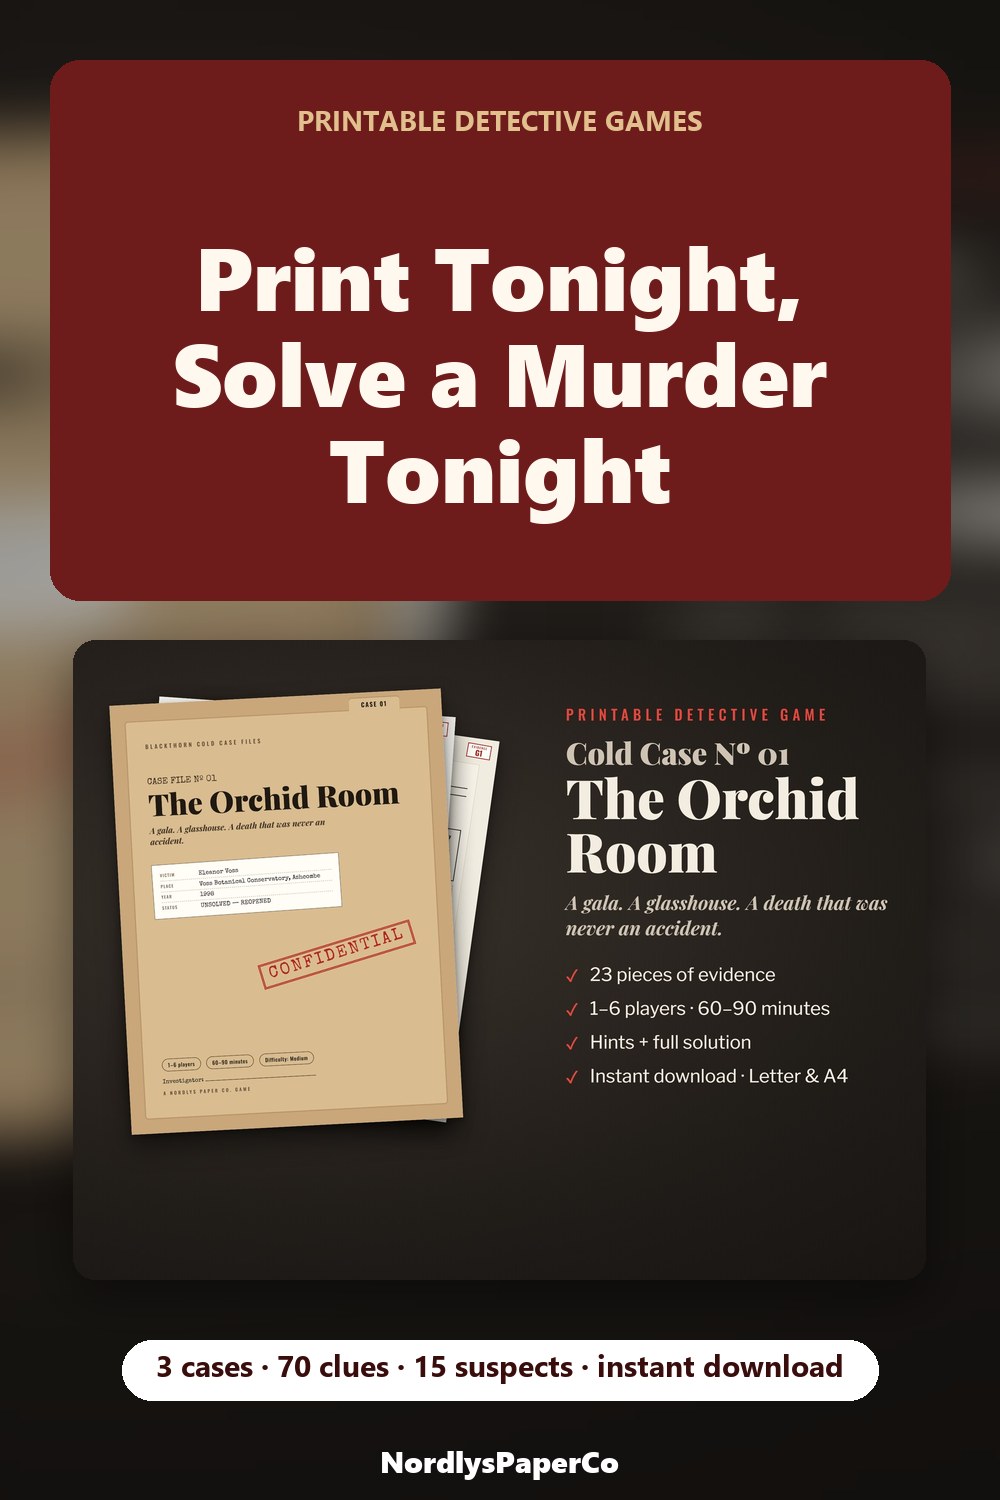 PRINTABLE DETECTIVE GAMES
Print Tonight,
Solve a Murder
Tonight
CASE 01
BLACKTHORN COLD CASE FILES
CASE FILE Nº 01
The Orchid Room
A gala. A glasshouse. A death that was never an
accident.
VICTIM Eleanor Voss
PLACE Voss Botanical Conservatory, Ashcombe
YEAR 1996
STATUS UNSOLVED — REOPENED
CONFIDENTIAL
1–6 players
60–90 minutes
Difficulty: Medium
Investigator:
A NORDLYS PAPER CO. GAME
G1
PRINTABLE DETECTIVE GAME
Cold Case Nº 01
The Orchid
Room
A gala. A glasshouse. A death that was
never an accident.
✓ 23 pieces of evidence
✓ 1–6 players · 60–90 minutes
✓ Hints + full solution
✓ Instant download · Letter & A4
3 cases · 70 clues · 15 suspects · instant download
NordlysPaperCo